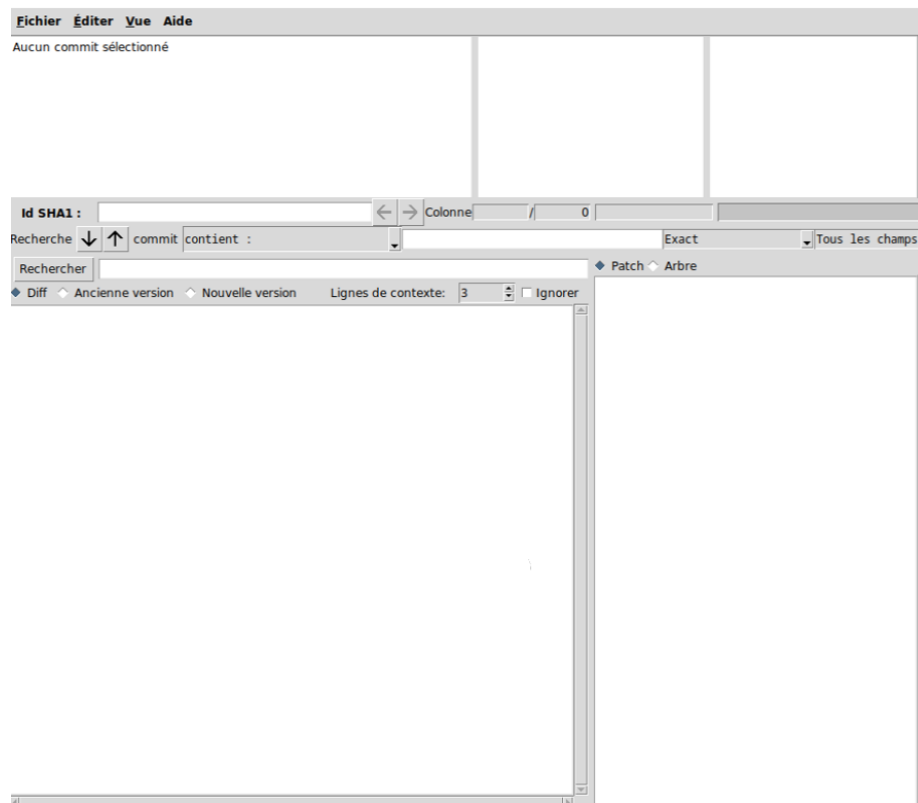 Fichier Éditer Vue Aide
Aucun commit sélectionné
Id SHA1 : Colonne / 0
Recherche commit contient : Exact Tous les champs
Rechercher
Patch Arbre
Diff Ancienne version Nouvelle version Lignes de contexte: 3 Ignorer